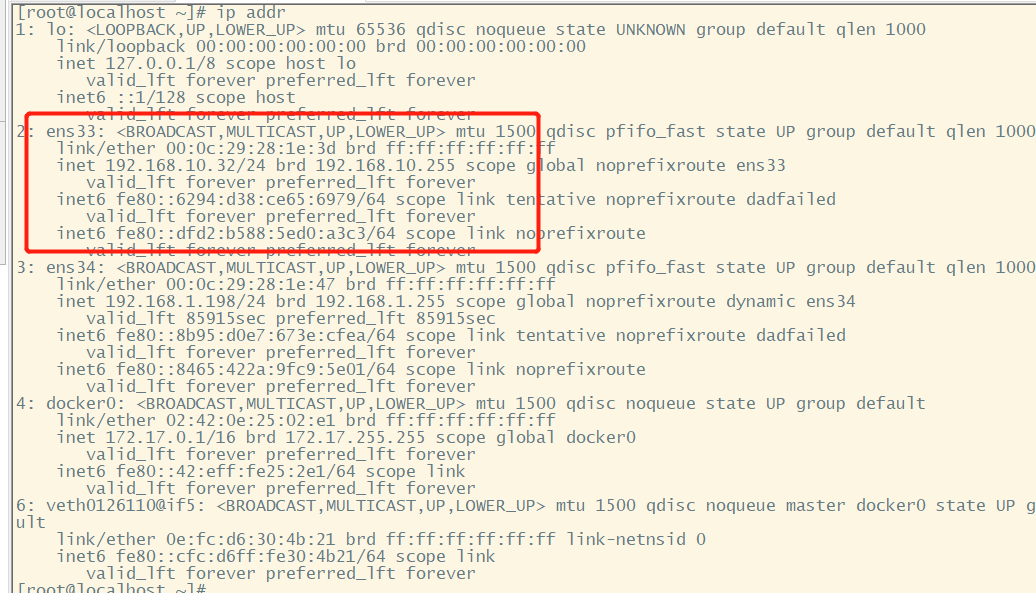 [root@localhost ~]# ip addr
1: lo: <LOOPBACK,UP,LOWER_UP> mtu 65536 qdisc noqueue state UNKNOWN group default qlen 1000
link/loopback 00:00:00:00:00:00 brd 00:00:00:00:00:00
inet 127.0.0.1/8 scope host lo
valid_lft forever preferred_lft forever
inet6 ::1/128 scope host
valid_lft forever preferred_lft forever
2: ens33: <BROADCAST,MULTICAST,UP,LOWER_UP> mtu 1500 qdisc pfifo_fast state UP group default qlen 1000
link/ether 00:0c:29:28:1e:3d brd ff:ff:ff:ff:ff:ff
inet 192.168.10.32/24 brd 192.168.10.255 scope global noprefixroute ens33
valid_lft forever preferred_lft forever
inet6 fe80::6294:d38:ce65:6979/64 scope link tentative noprefixroute dadfailed
valid_lft forever preferred_lft forever
inet6 fe80::dfd2:b588:5ed0:a3c3/64 scope link noprefixroute
valid_lft forever preferred_lft forever
3: ens34: <BROADCAST,MULTICAST,UP,LOWER_UP> mtu 1500 qdisc pfifo_fast state UP group default qlen 1000
link/ether 00:0c:29:28:1e:47 brd ff:ff:ff:ff:ff:ff
inet 192.168.1.198/24 brd 192.168.1.255 scope global noprefixroute dynamic ens34
valid_lft 85915sec preferred_lft 85915sec
inet6 fe80::8b95:d0e7:673e:cfea/64 scope link tentative noprefixroute dadfailed
valid_lft forever preferred_lft forever
inet6 fe80::8465:422a:9fc9:5e01/64 scope link noprefixroute
valid_lft forever preferred_lft forever
4: docker0: <BROADCAST,MULTICAST,UP,LOWER_UP> mtu 1500 qdisc noqueue state UP group default
link/ether 02:42:0e:25:02:e1 brd ff:ff:ff:ff:ff:ff
inet 172.17.0.1/16 brd 172.17.255.255 scope global docker0
valid_lft forever preferred_lft forever
inet6 fe80::42:eff:fe25:2e1/64 scope link
valid_lft forever preferred_lft forever
6: veth0126110@if5: <BROADCAST,MULTICAST,UP,LOWER_UP> mtu 1500 qdisc noqueue master docker0 state UP g
ult
link/ether 0e:fc:d6:30:4b:21 brd ff:ff:ff:ff:ff:ff link-netnsid 0
inet6 fe80::cfc:d6ff:fe30:4b21/64 scope link
valid_lft forever preferred_lft forever
[root@localhost ~]#